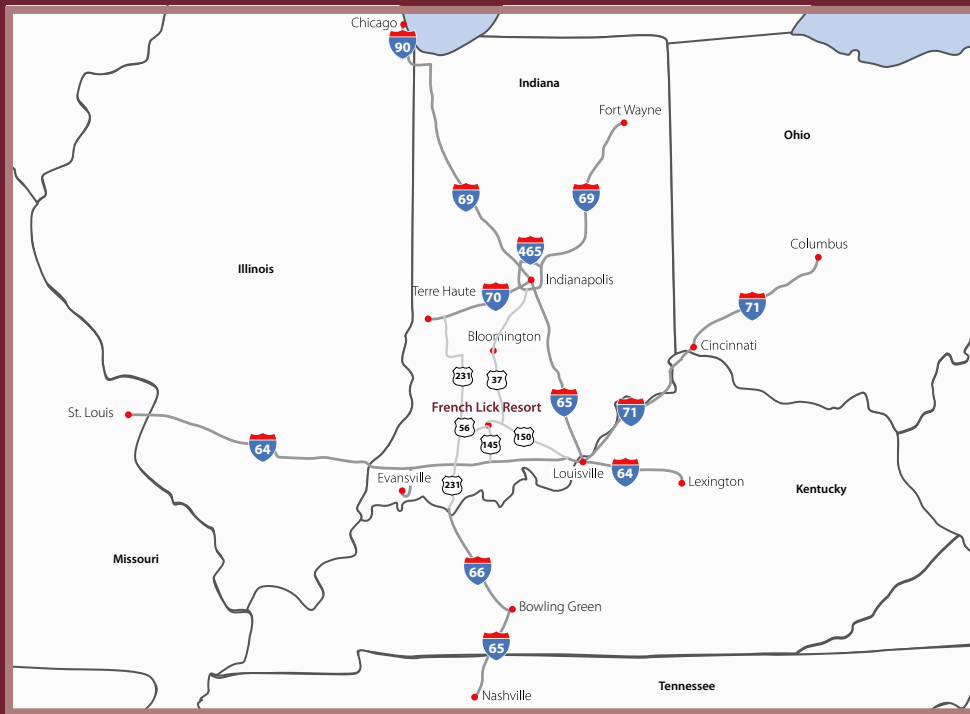 Chicago
90
Indiana
Fort Wayne
Ohio
69
69
465
Columbus
Illinois
Indianapolis
Terre Haute
70
71
Bloomington
Cincinnati
231
37
French Lick Resort
65
71
St. Louis
56
150
145
64
Louisville
64
Evansville
231
Lexington
Kentucky
Missouri
66
Bowling Green
65
Tennessee
Nashville